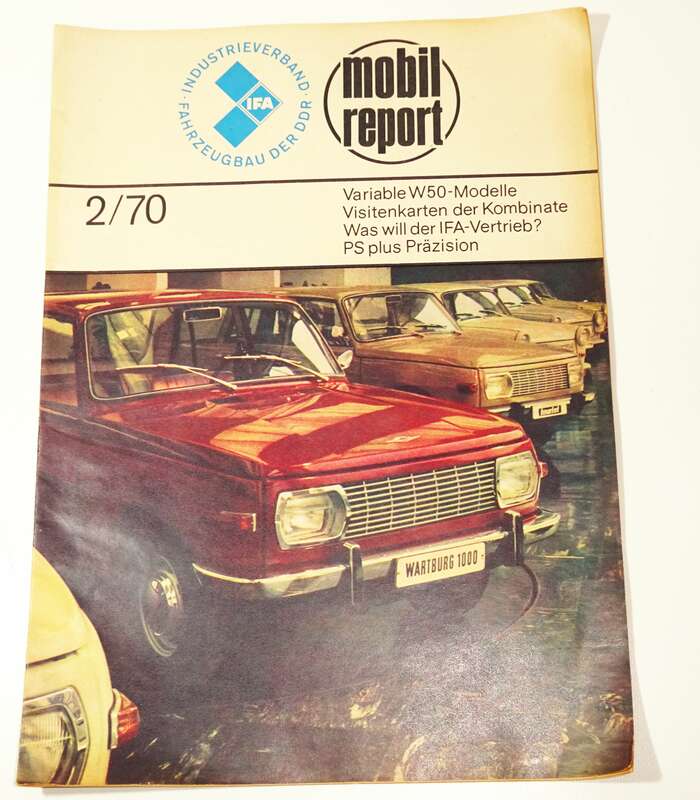 · INDUSTRIEVERBAND ·
FAHRZEUGBAU DER DDR
IFA
mobil
report
2/70
Variable W50-Modelle
Visitenkarten der Kombinate
Was will der IFA-Vertrieb?
PS plus Präzision
WARTBURG 1000